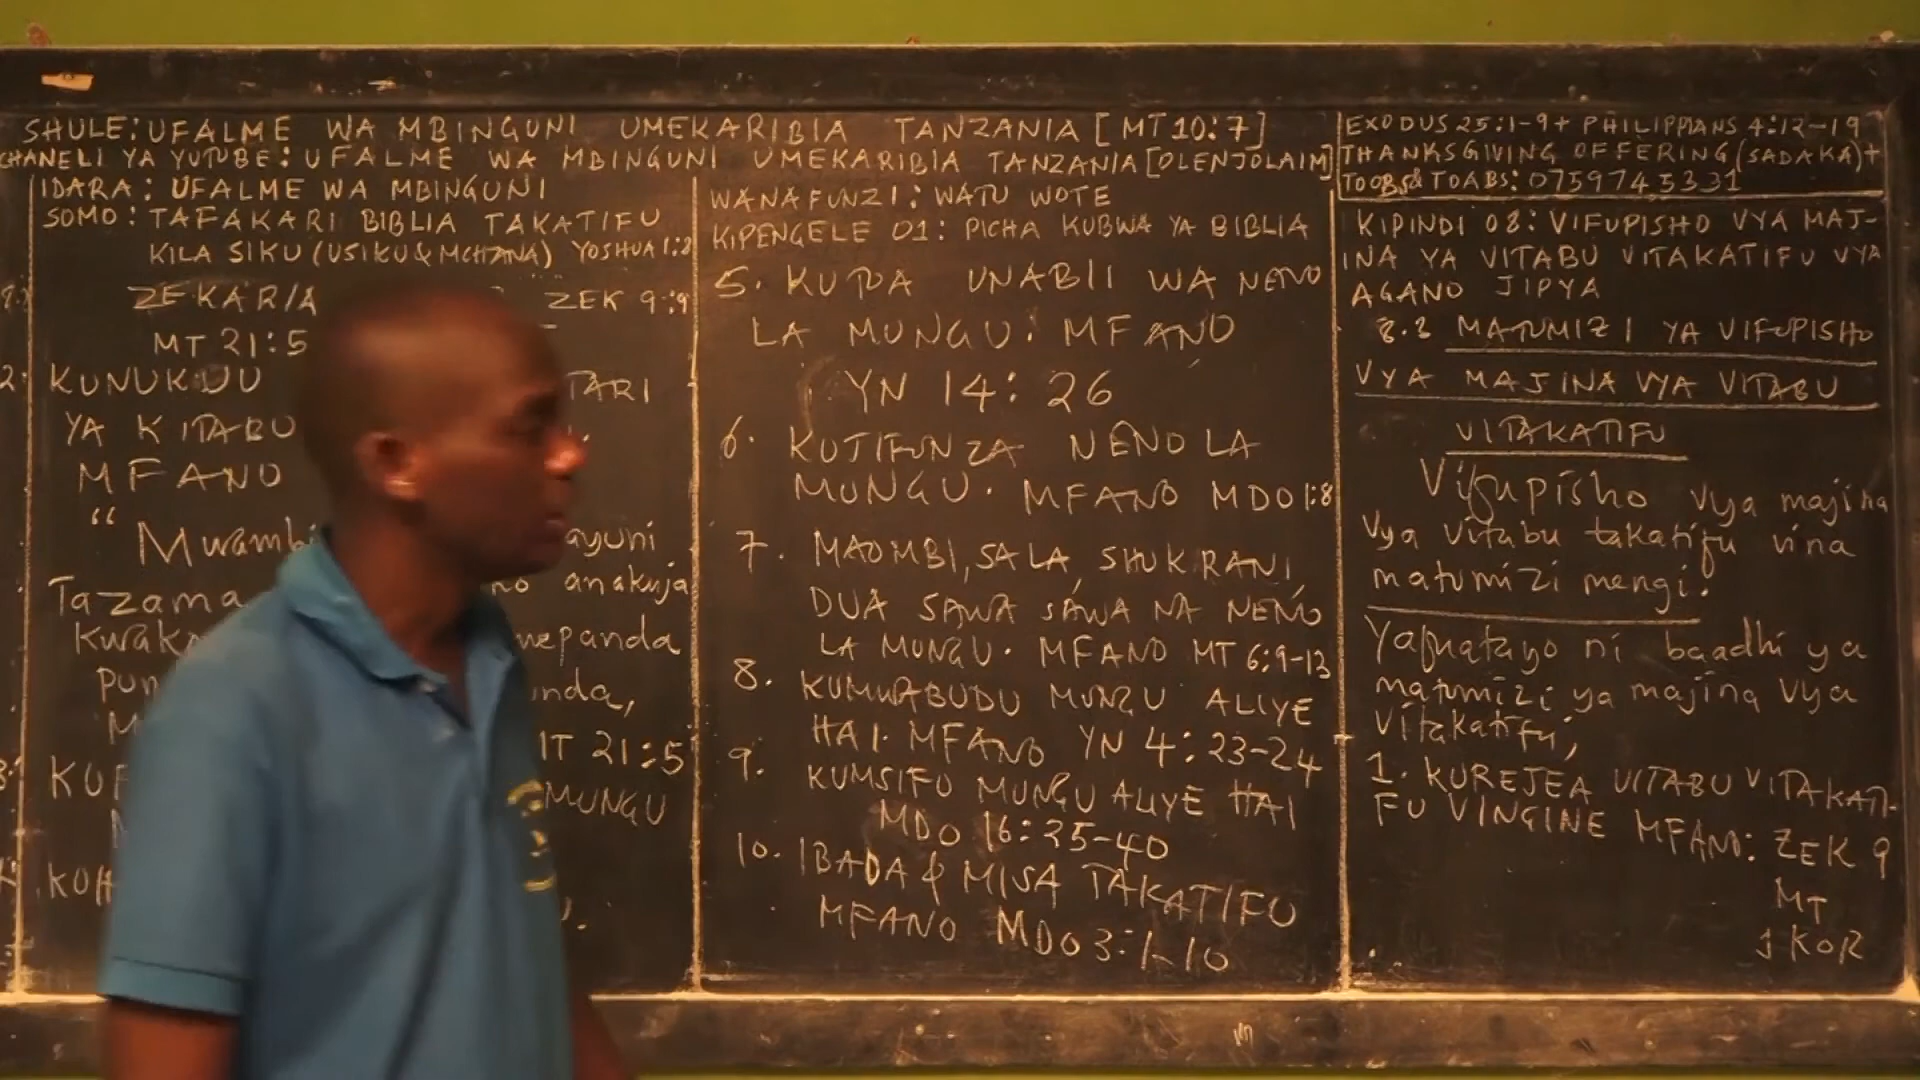 SHULE: UFALME WA MBINGUNI UMEKARIBIA TANZANIA [MT 10:7]
CHANELI YA YUTUBE: UFALME WA MBINGUNI UMEKARIBIA TANZANIA [OLENJOLAIM]
IDARA: UFALME WA MBINGUNI
SOMO: TAFAKARI BIBLIA TAKATIFU
KILA SIKU (USIKU & MCHANA) YOSHUA 1:8
ZEKARIA ZEK 9:9
MT 21:5
2. KUNUKUU TARI
YA KITABU
MFANO
“Mwambi ayuni
Tazama anakuja
Kwako mepanda
pun nda,
MT 21:5
MUNGU
WANAFUNZI: WATU WOTE
KIPENGELE 01: PICHA KUBWA YA BIBLIA
5. KUTOA UNABII WA NENO
LA MUNGU. MFANO
YN 14:26
6. KUJIFUNZA NENO LA
MUNGU. MFANO MDO 1:8
7. MAOMBI, SALA, SHUKRANI,
DUA SAWA SAWA NA NENO
LA MUNGU. MFANO MT 6:9-13
8. KUMWABUDU MUNGU ALIYE
HAI. MFANO YN 4:23-24
9. KUMSIFU MUNGU ALIYE HAI
MDO 16:25-40
10. IBADA & MISA TAKATIFU
MFANO MDO 3:1-10
EXODUS 25:1-9 + PHILIPPIANS 4:12-19
THANKSGIVING OFFERING (SADAKA) +
TOOBS & TOABS: 0759745331
KIPINDI 08: VIFUPISHO VYA MAJ-
INA YA VITABU VITAKATIFU VYA
AGANO JIPYA
8.2 MATUMIZI YA VIFUPISHO
VYA MAJINA VYA VITABU
VITAKATIFU
Vifupisho vya majina
vya vitabu takatifu vina
matumizi mengi.
Yafuatayo ni baadhi ya
matumizi ya majina vya
vitakatifu;
1. KUREJEA VITABU VITAKATI-
FU VINGINE MFANO: ZEK 9
MT
1 KOR